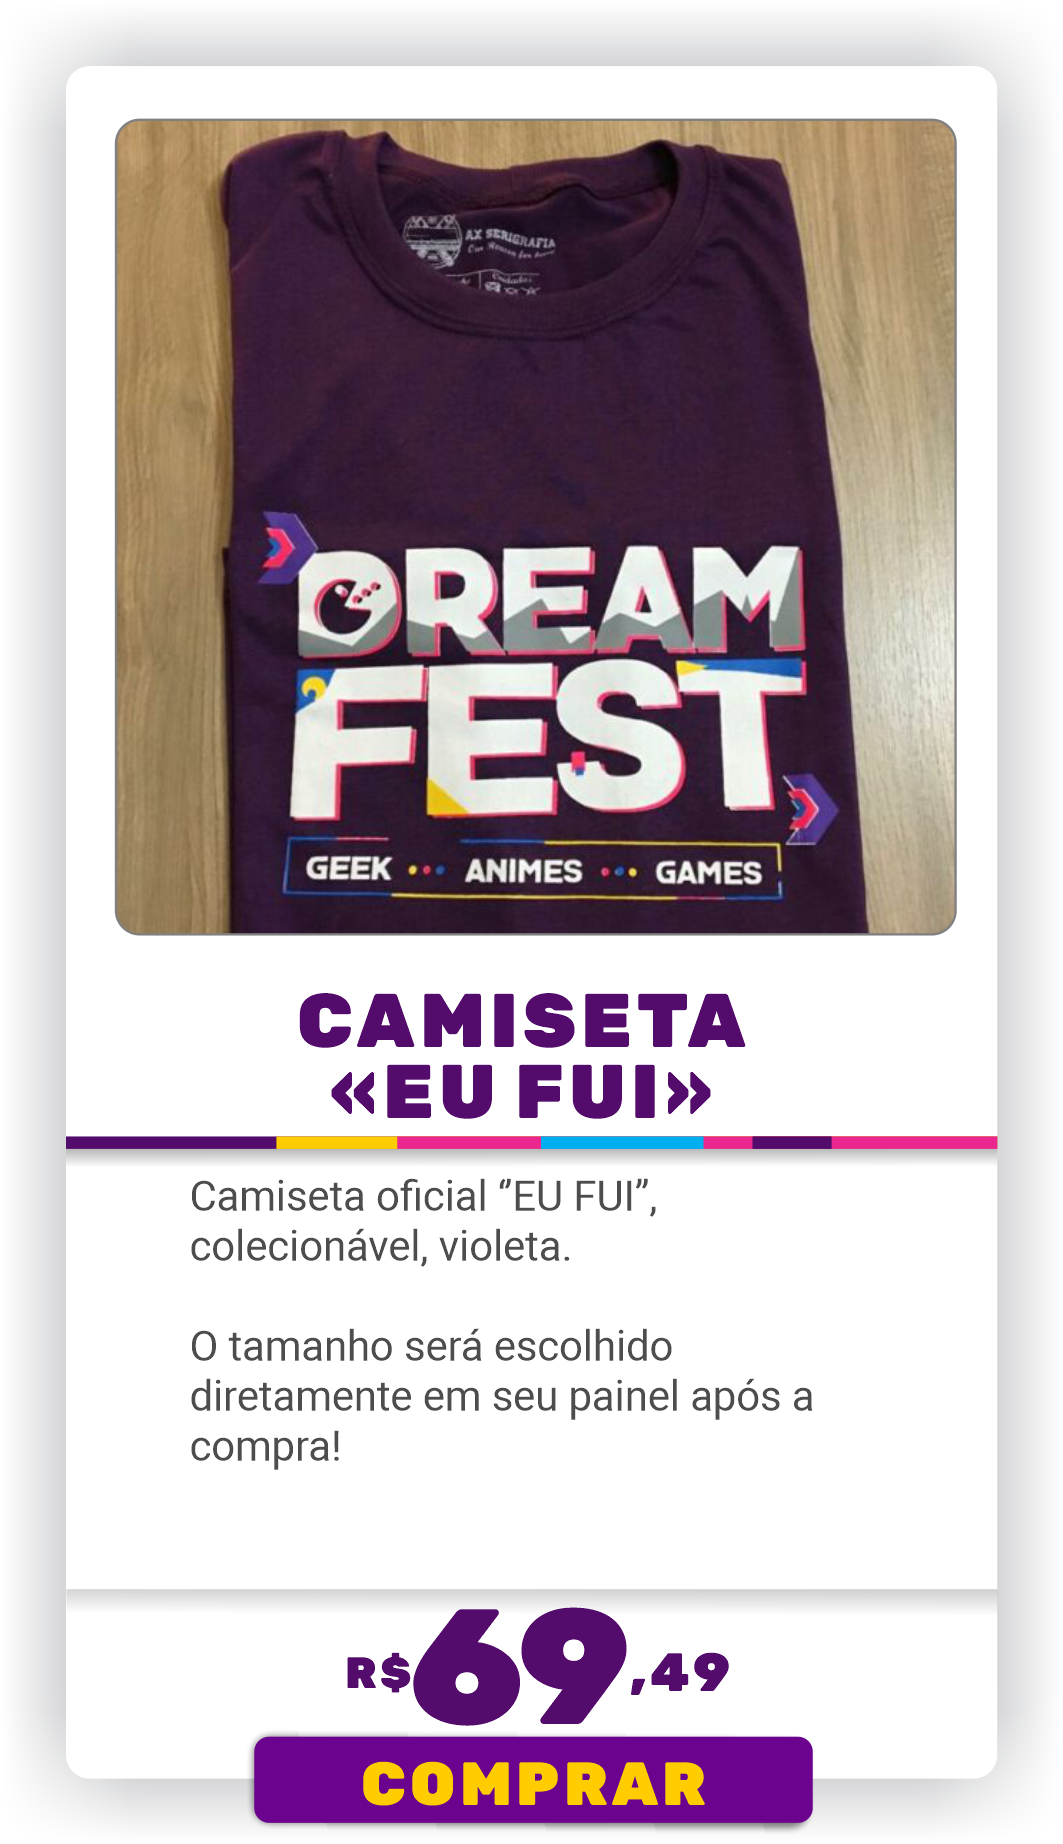 AX SERIGRAFIA
Cuidados
DREAM
FEST
GEEK ••• ANIMES ••• GAMES
CAMISETA
«EU FUI»
Camiseta oficial ‘’EU FUI’’,
colecionável, violeta.
O tamanho será escolhido
diretamente em seu painel após a
compra!
R$69,49
COMPRAR